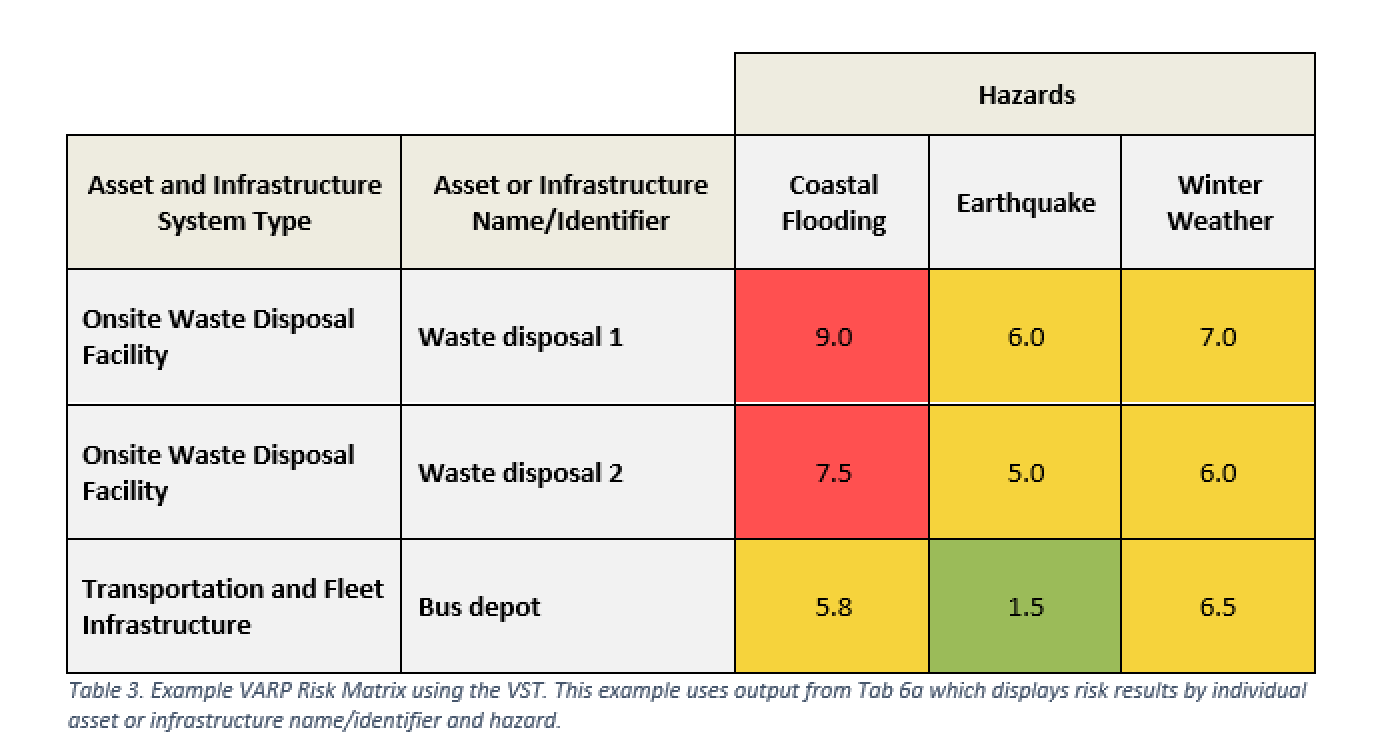 Hazards
Asset and Infrastructure
System Type
Asset or Infrastructure
Name/Identifier
Coastal
Flooding
Earthquake
Winter
Weather
Onsite Waste Disposal
Facility
Waste disposal 1
9.0
6.0
7.0
Onsite Waste Disposal
Facility
Waste disposal 2
7.5
5.0
6.0
Transportation and Fleet
Infrastructure
Bus depot
5.8
1.5
6.5
Table 3. Example VARP Risk Matrix using the VST. This example uses output from Tab 6a which displays risk results by individual
asset or infrastructure name/identifier and hazard.